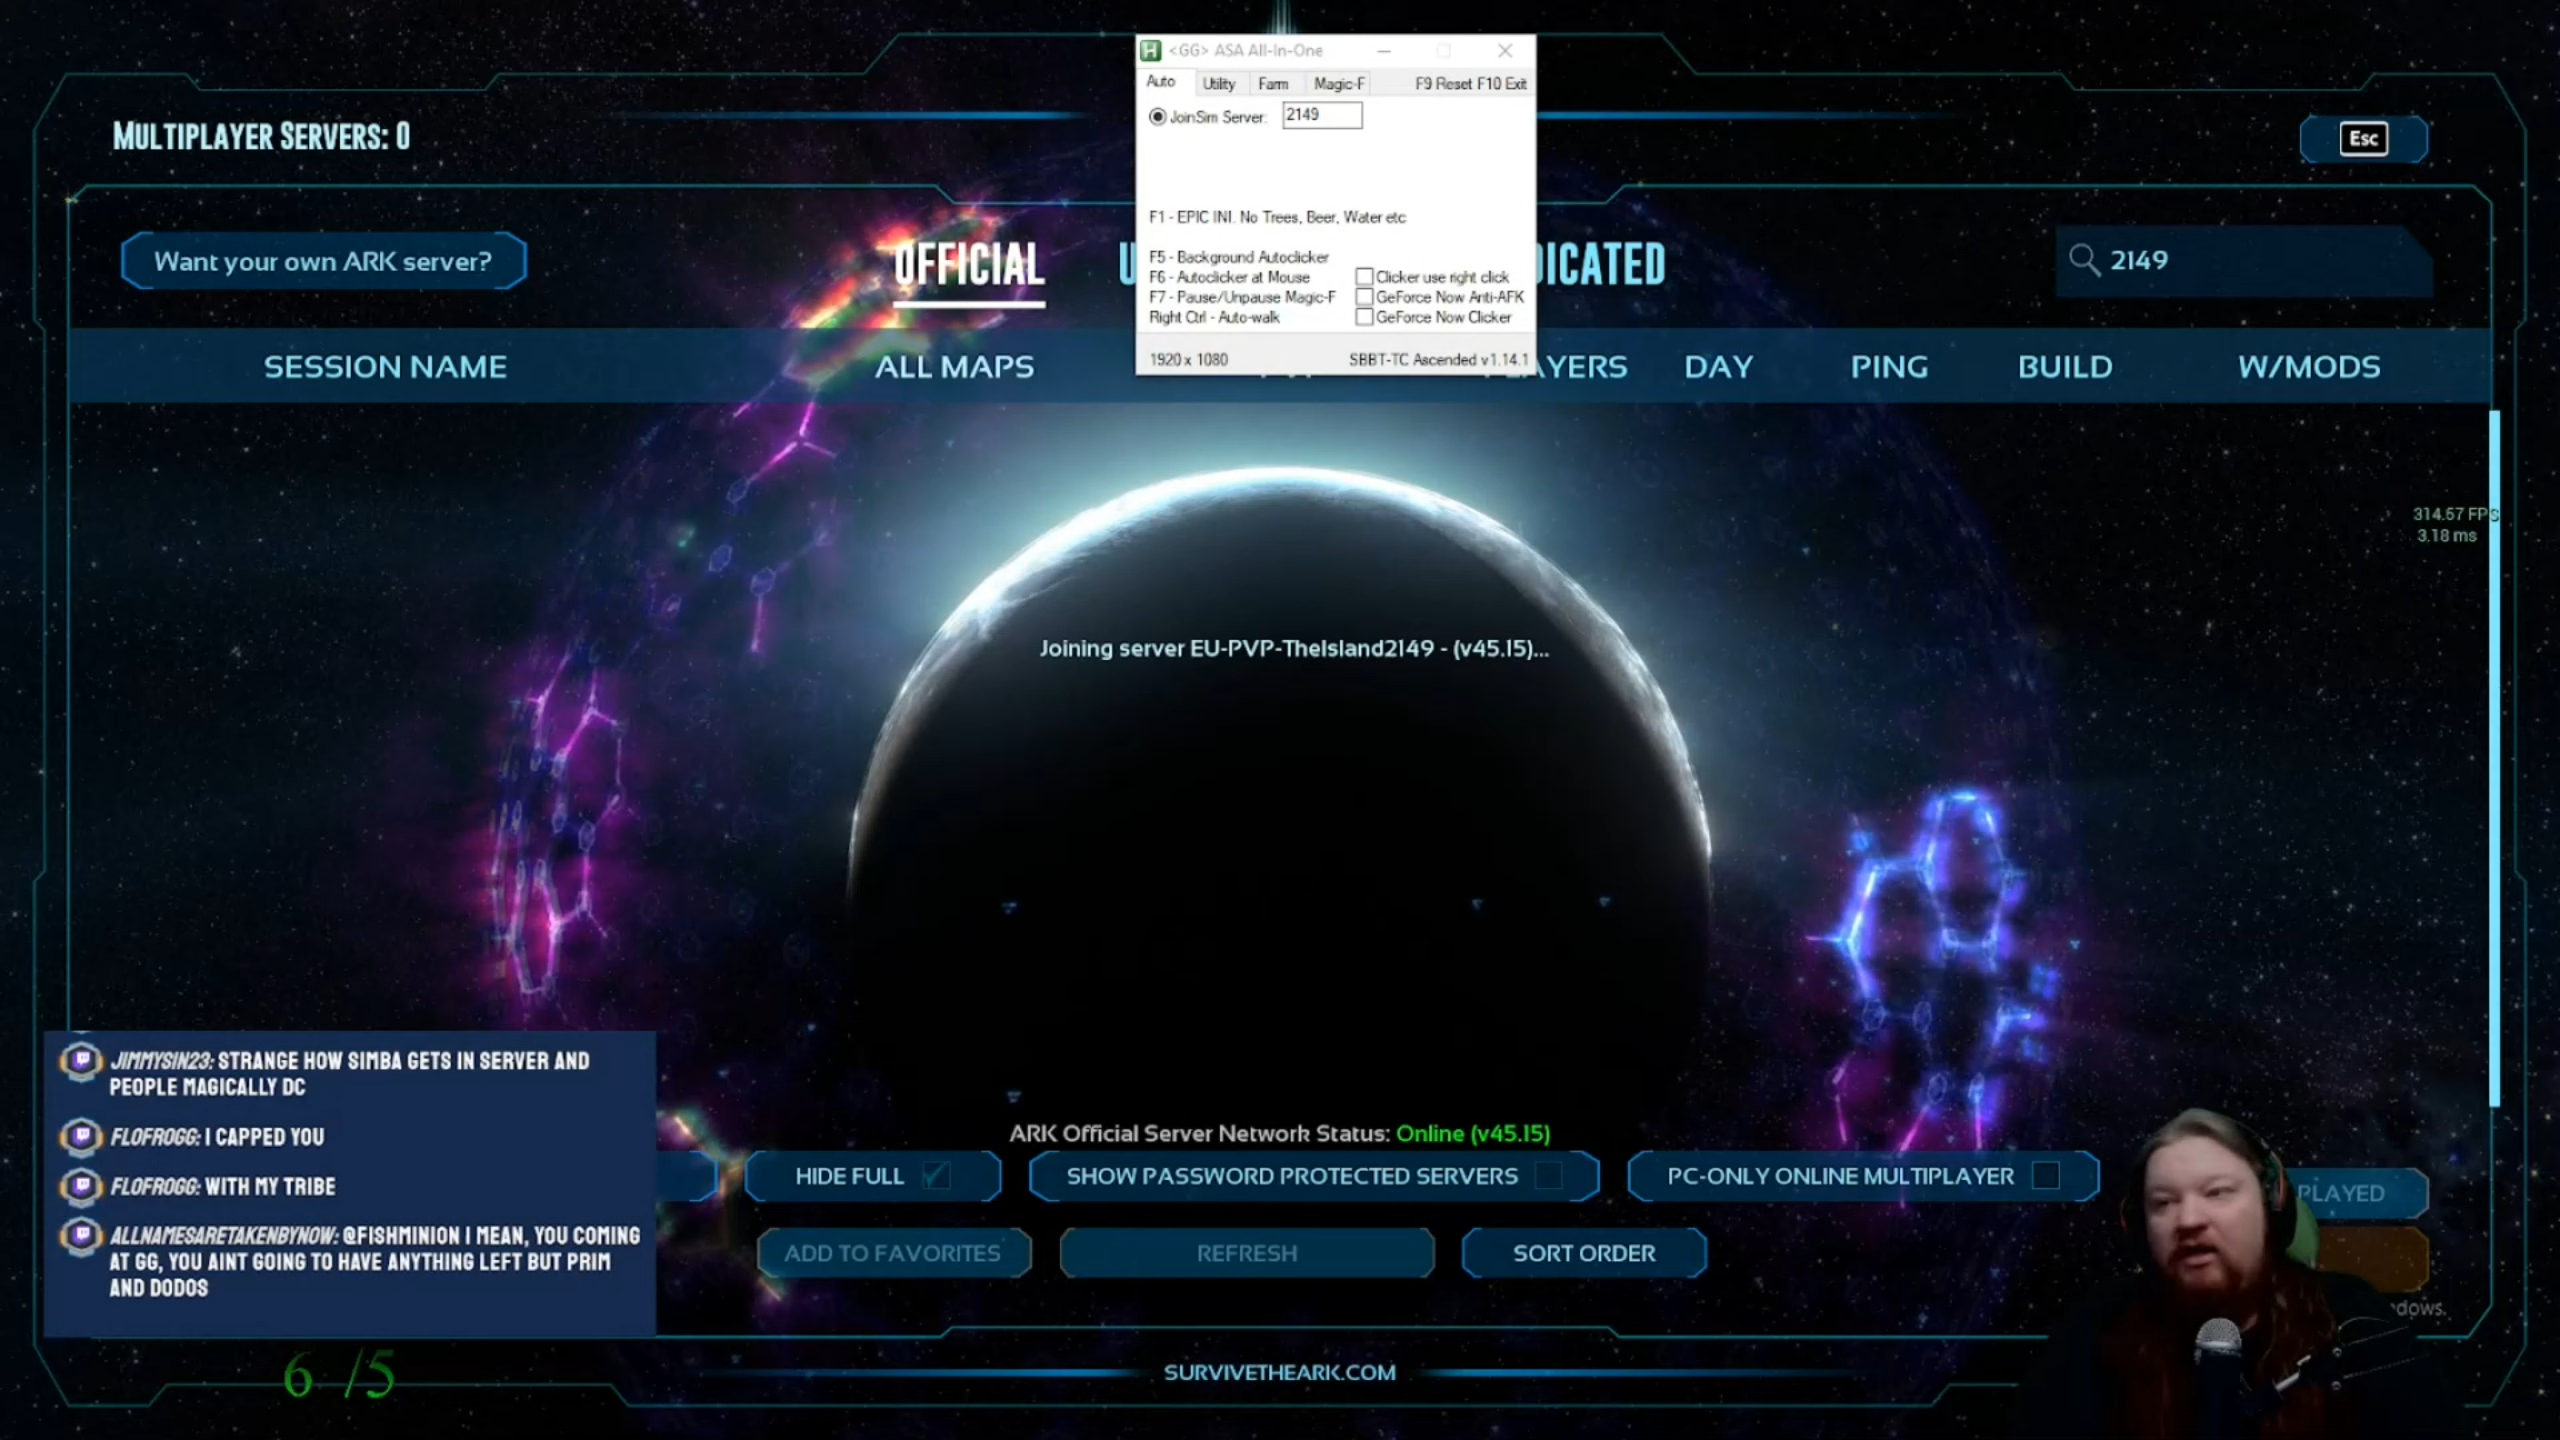 <GG> ASA All-In-One
Auto Utility Farm Magic-F F9 Reset F10 Exit
JoinSim Server: 2149
F1 - EPIC INI. No Trees, Beer, Water etc
F5 - Background Autoclicker
F6 - Autoclicker at Mouse Clicker use right click
F7 - Pause/Unpause Magic-F GeForce Now Anti-AFK
Right Ctrl - Auto-walk GeForce Now Clicker
1920 x 1080 SBBT-TC Ascended v1.14.1
MULTIPLAYER SERVERS: 0
Esc
Want your own ARK server?
OFFICIAL
2149
SESSION NAME ALL MAPS DAY PING BUILD W/MODS
314.67 FPS
3.18 ms
Joining server EU-PVP-TheIsland2149 - (v45.15)...
JIMMYSIN23: STRANGE HOW SIMBA GETS IN SERVER AND
PEOPLE MAGICALLY DC
FLOFROGG: I CAPPED YOU
FLOFROGG: WITH MY TRIBE
ALLNAMESARETAKENBYNOW: @FISHMINION I MEAN, YOU COMING
AT GG, YOU AINT GOING TO HAVE ANYTHING LEFT BUT PRIM
AND DODOS
ARK Official Server Network Status: Online (v45.15)
HIDE FULL SHOW PASSWORD PROTECTED SERVERS PC-ONLY ONLINE MULTIPLAYER
PLAYED
ADD TO FAVORITES REFRESH SORT ORDER
6 /5
SURVIVETHEARK.COM